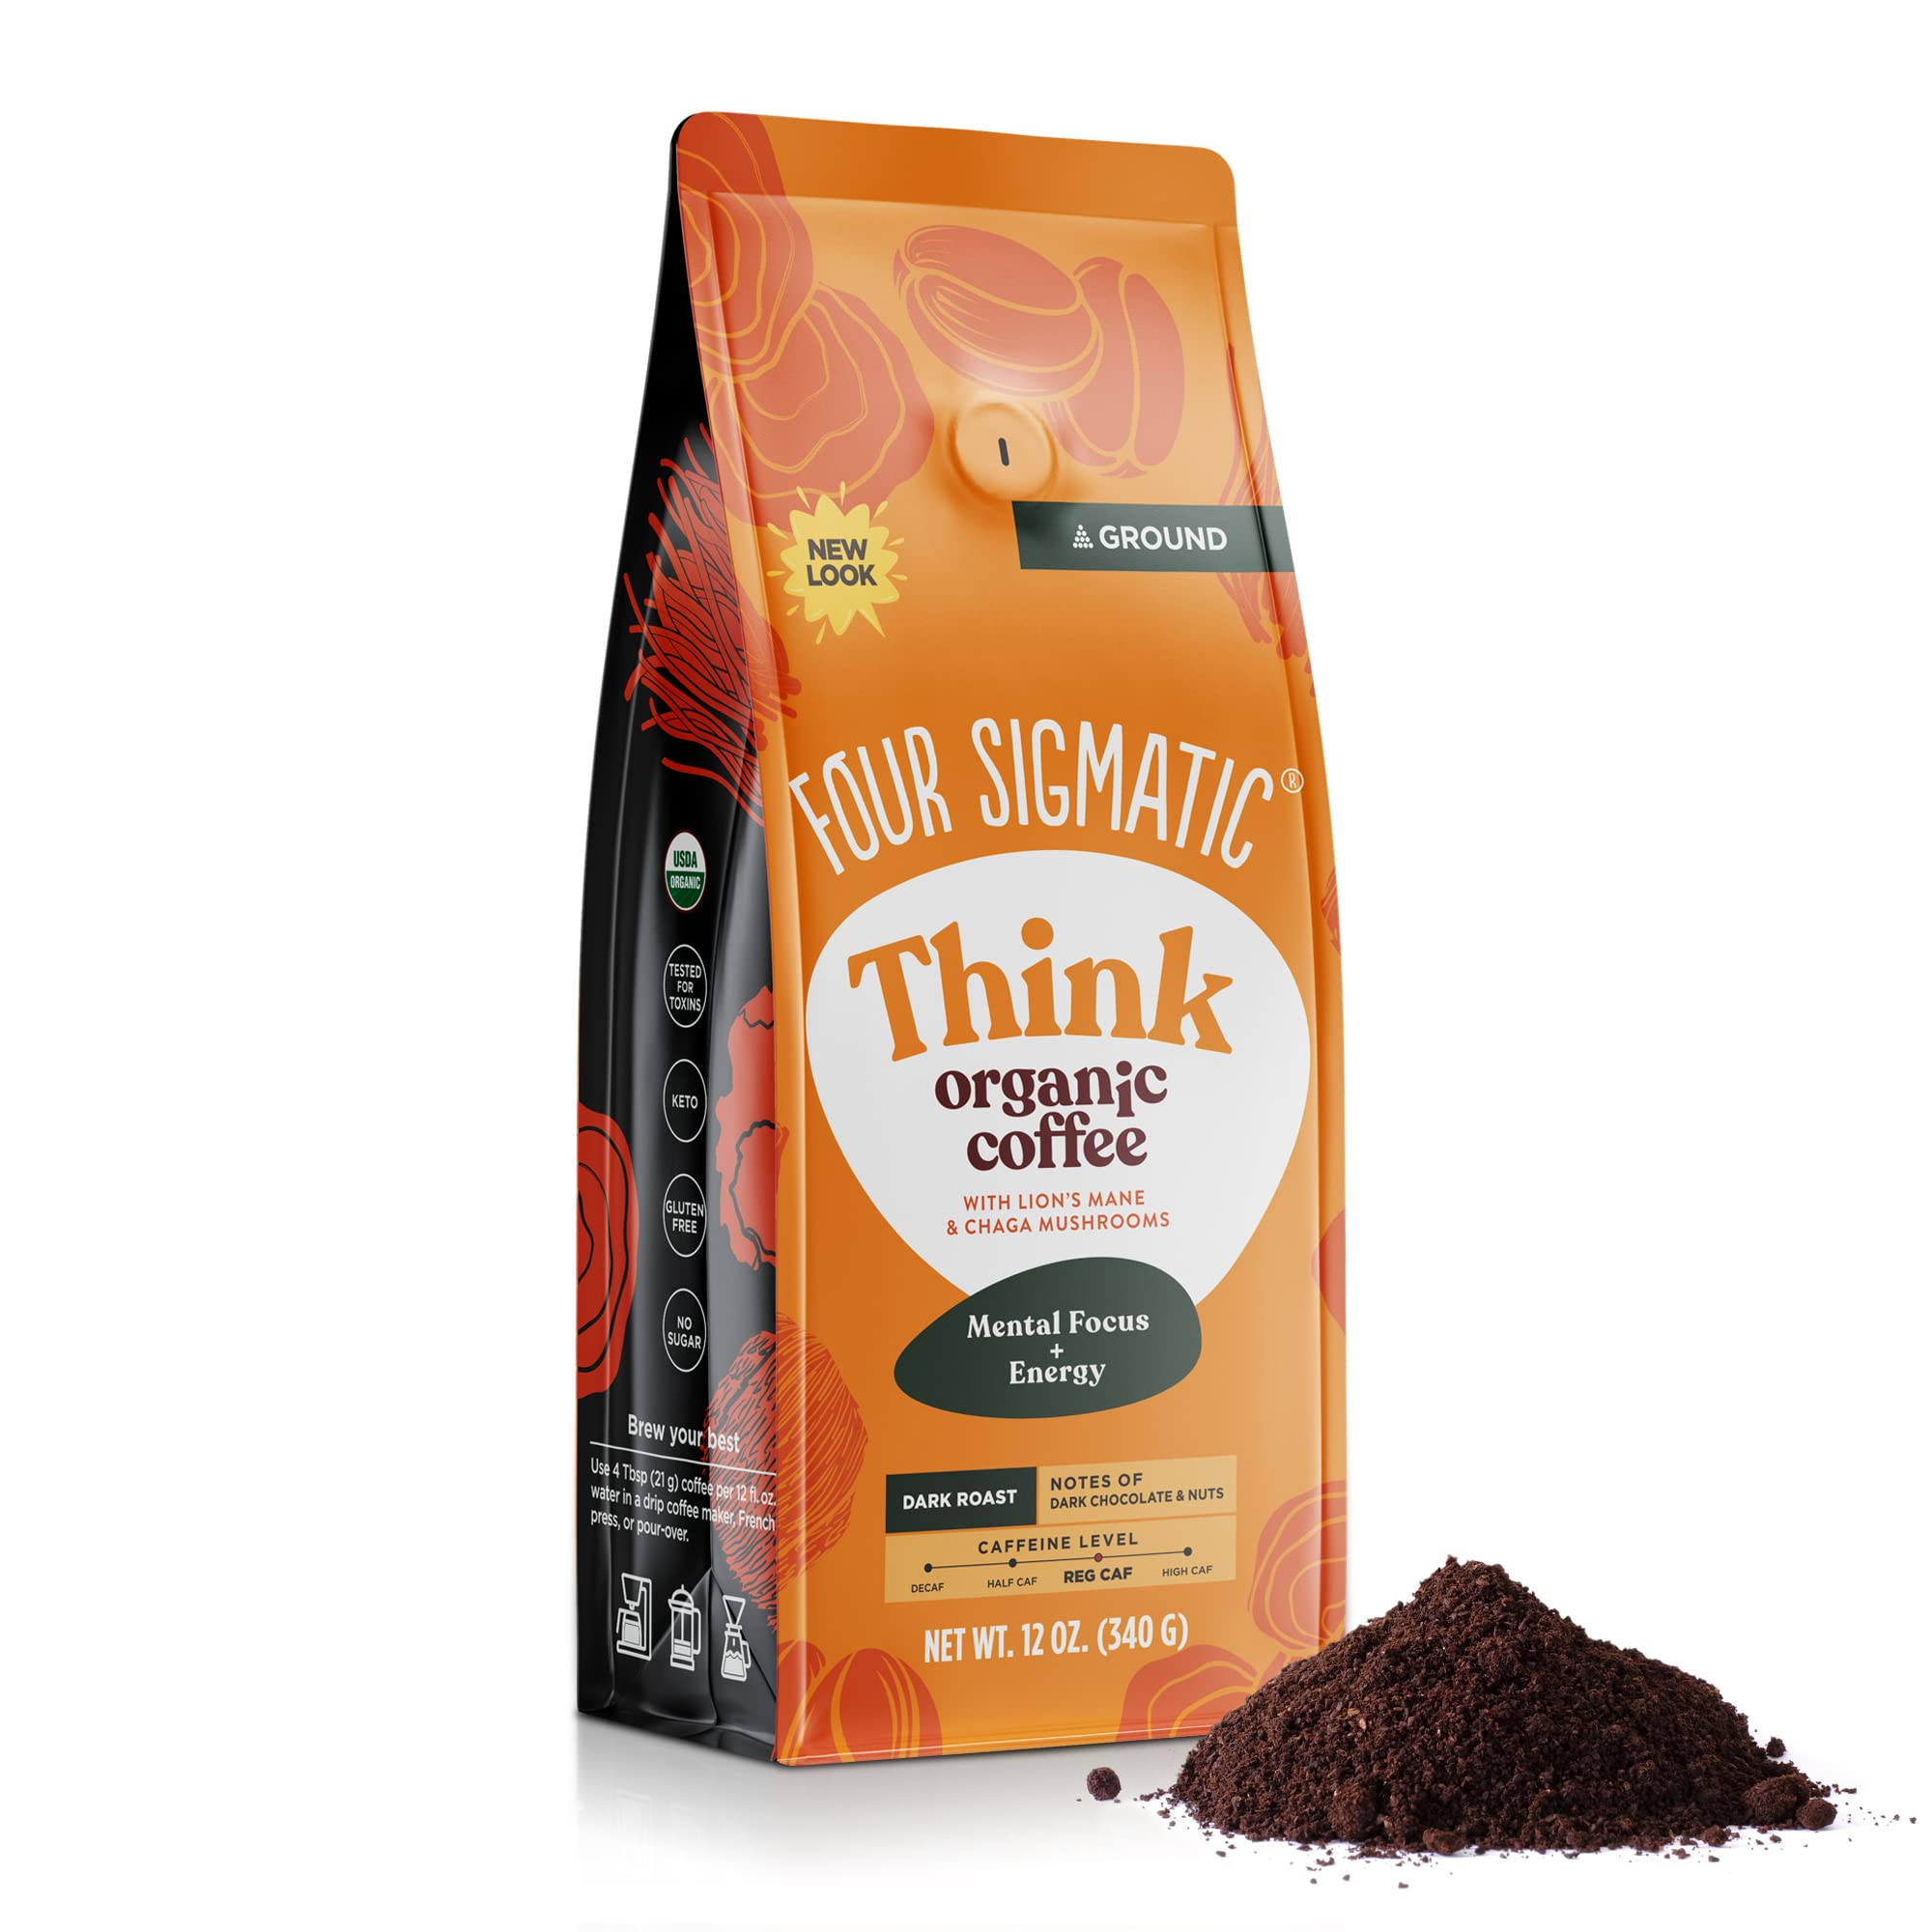 NEW
LOOK
GROUND
FOUR SIGMATIC®
Think
organic
coffee
WITH LION'S MANE
& CHAGA MUSHROOMS
Mental Focus
+
Energy
DARK ROAST
NOTES OF
DARK CHOCOLATE & NUTS
CAFFEINE LEVEL
DECAF HALF CAF REG CAF HIGH CAF
NET WT. 12 OZ. (340 G)
USDA
ORGANIC
TESTED
FOR
TOXINS
KETO
GLUTEN
FREE
NO
SUGAR
Brew your best
Use 4 Tbsp (21 g) coffee per 12 fl. oz.
water in a drip coffee maker, French
press, or pour-over.